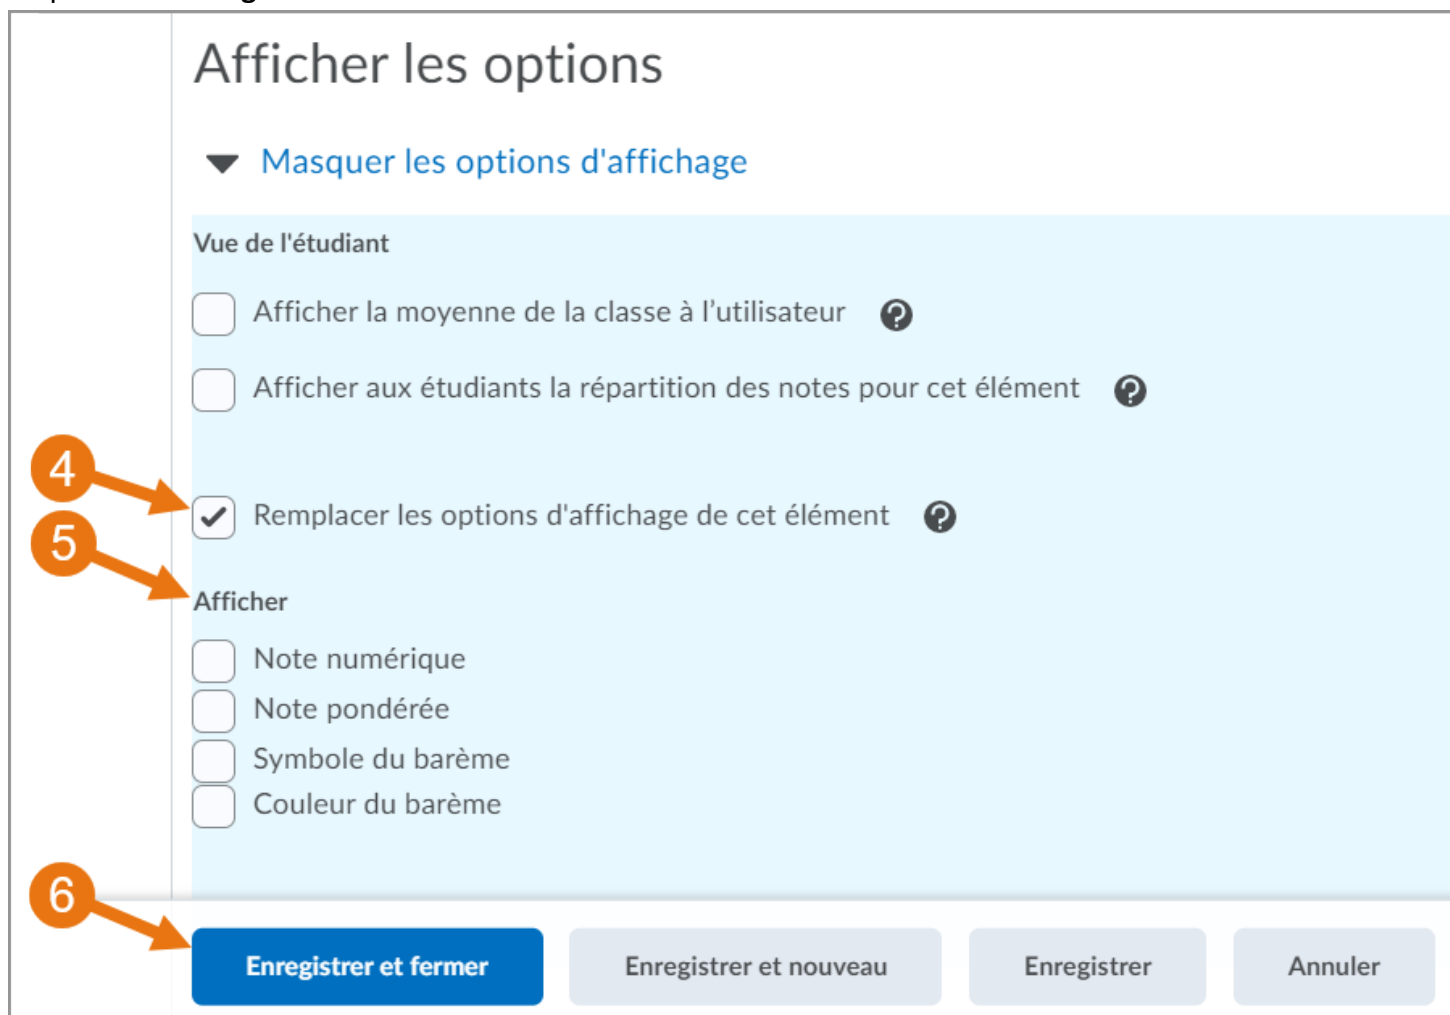 Afficher les options
Masquer les options d'affichage
Vue de l'étudiant
Afficher la moyenne de la classe à l’utilisateur ?
Afficher aux étudiants la répartition des notes pour cet élément ?
4
Remplacer les options d'affichage de cet élément ?
5
Afficher
Note numérique
Note pondérée
Symbole du barème
Couleur du barème
6
Enregistrer et fermer Enregistrer et nouveau Enregistrer Annuler